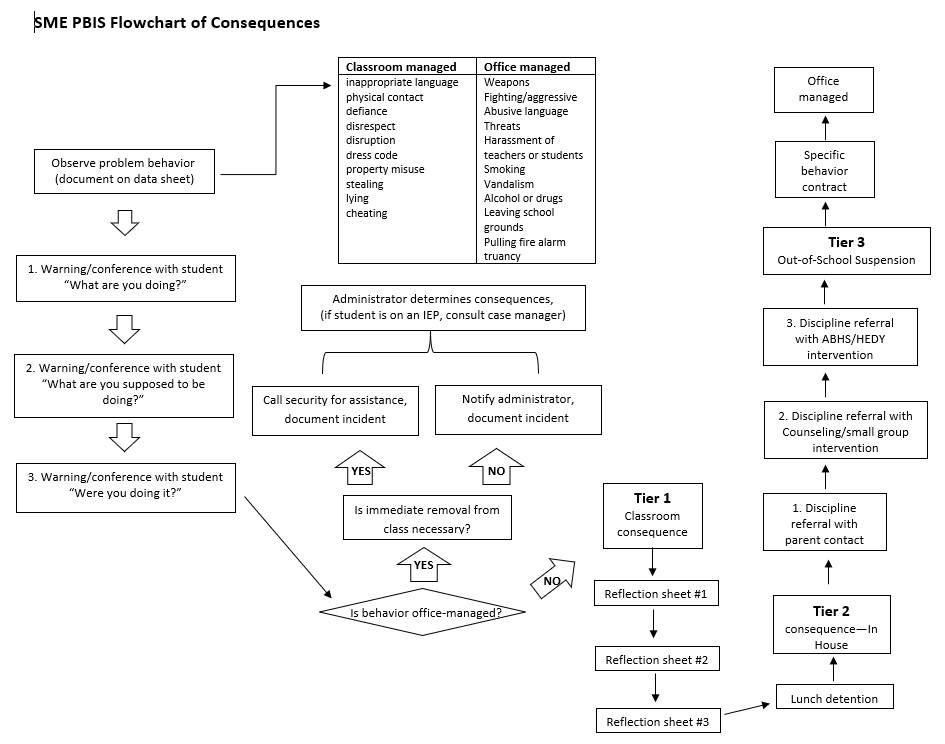 SME PBIS Flowchart of Consequences
Classroom managed
inappropriate language
physical contact
defiance
disrespect
disruption
dress code
property misuse
stealing
lying
cheating
Office managed
Weapons
Fighting/aggressive
Abusive language
Threats
Harassment of
teachers or students
Smoking
Vandalism
Alcohol or drugs
Leaving school
grounds
Pulling fire alarm
truancy
Observe problem behavior
(document on data sheet)
1. Warning/conference with student
“What are you doing?”
2. Warning/conference with student
“What are you supposed to be
doing?”
3. Warning/conference with student
“Were you doing it?”
Administrator determines consequences,
(if student is on an IEP, consult case manager)
Call security for assistance,
document incident
Notify administrator,
document incident
YES
NO
Is immediate removal from
class necessary?
YES
Is behavior office-managed?
NO
Tier 1
Classroom
consequence
Reflection sheet #1
Reflection sheet #2
Reflection sheet #3
Office
managed
Specific
behavior
contract
Tier 3
Out-of-School Suspension
3. Discipline referral
with ABHS/HEDY
intervention
2. Discipline referral with
Counseling/small group
intervention
1. Discipline
referral with
parent contact
Tier 2
consequence—In
House
Lunch detention